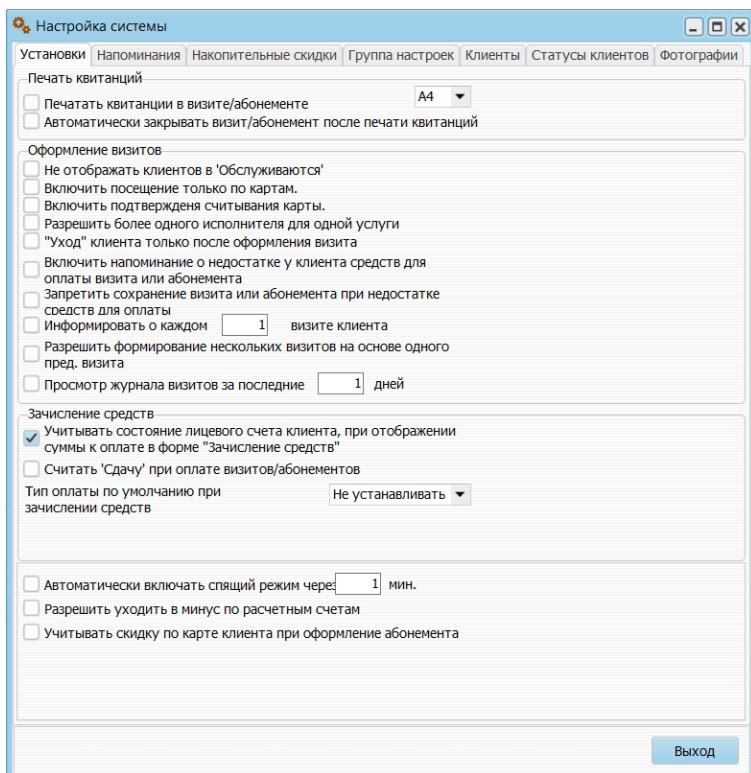 Настройка системы
Установки Напоминания Накопительные скидки Группа настроек Клиенты Статусы клиентов Фотографии
Печать квитанций
Печатать квитанции в визите/абонементе A4
Автоматически закрывать визит/абонемент после печати квитанций
Оформление визитов
Не отображать клиентов в 'Обслуживаются'
Включить посещение только по картам.
Включить подтвержденя считывания карты.
Разрешить более одного исполнителя для одной услуги
"Уход" клиента только после оформления визита
Включить напоминание о недостатке у клиента средств для
оплаты визита или абонемента
Запретить сохранение визита или абонемента при недостатке
средств для оплаты
Информировать о каждом 1 визите клиента
Разрешить формирование нескольких визитов на основе одного
пред. визита
Просмотр журнала визитов за последние 1 дней
Зачисление средств
Учитывать состояние лицевого счета клиента, при отображении
суммы к оплате в форме "Зачисление средств"
Считать 'Сдачу' при оплате визитов/абонементов
Тип оплаты по умолчанию при Не устанавливать
зачислении средств
Автоматически включать спящий режим через 1 мин.
Разрешить уходить в минус по расчетным счетам
Учитывать скидку по карте клиента при оформление абонемента
Выход